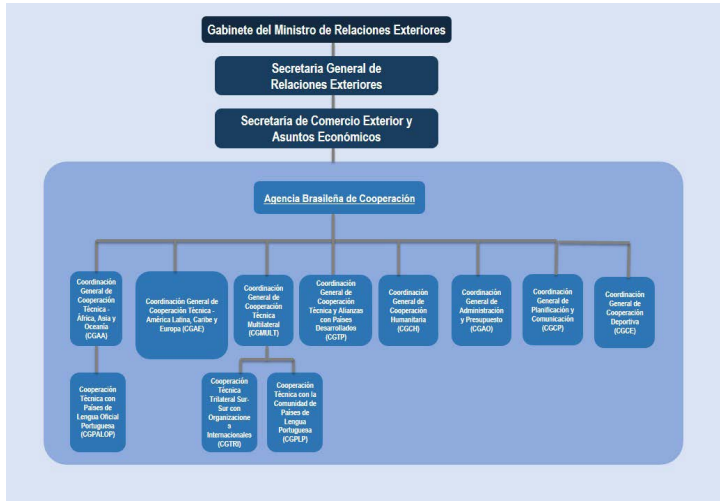 Gabinete del Ministro de Relaciones Exteriores
Secretaria General de
Relaciones Exteriores
Secretaria de Comercio Exterior y
Asuntos Económicos
Agencia Brasileña de Cooperación
Coordinación
General de
Cooperación
Técnica -
África, Asia y
Oceanía
(CGAA)
Coordinación General de
Cooperación Técnica -
América Latina, Caribe y
Europa (CGAE)
Coordinación
General de
Cooperación
Técnica
Multilateral
(CGMULT)
Coordinación
General de
Cooperación
Técnica y Alianzas
con Países
Desarrollados
(CGTP)
Coordinación
General de
Cooperación
Humanitaria
(CGCH)
Coordinación
General de
Administración
y Presupuesto
(CGAO)
Coordinación
General de
Planificación y
Comunicación
(CGCP)
Coordinación
General de
Cooperación
Deportiva
(CGCE)
Cooperación
Técnica con
Países de
Lengua Oficial
Portuguesa
(CGPALOP)
Cooperación
Técnica
Trilateral Sur-
Sur con
Organizacione
s
Internacionales
(CGTRI)
Cooperación
Técnica con la
Comunidad de
Países de
Lengua
Portuguesa
(CGPLP)